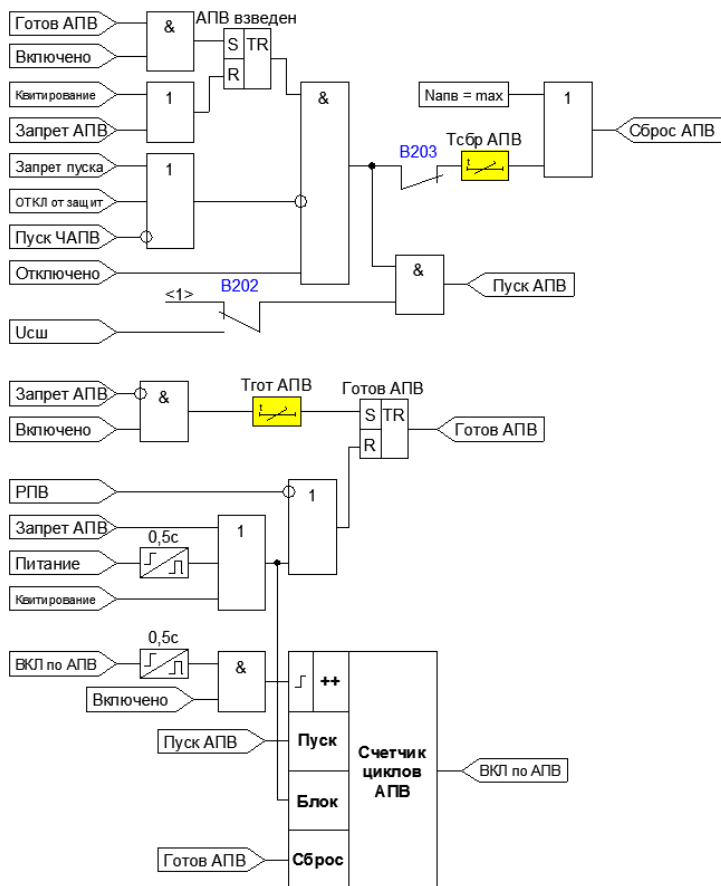 Готов АПВ
&
АПВ взведен
S TR
R
Включено
Квитирование
1
Запрет АПВ
&
Nапв = max
1
Сброс АПВ
Запрет пуска
1
ОТКЛ от защит
Пуск ЧАПВ
B203
Тсбр АПВ
t
Отключено
B202
<1>
&
Пуск АПВ
Uсш
Запрет АПВ
&
Включено
Тгот АПВ
t
Готов АПВ
S TR
R
Готов АПВ
РПВ
1
Запрет АПВ
1
0,5с
Питание
Квитирование
0,5с
ВКЛ по АПВ
&
Включено
++
Пуск АПВ
Пуск
Счетчик
циклов
АПВ
ВКЛ по АПВ
Блок
Готов АПВ
Сброс